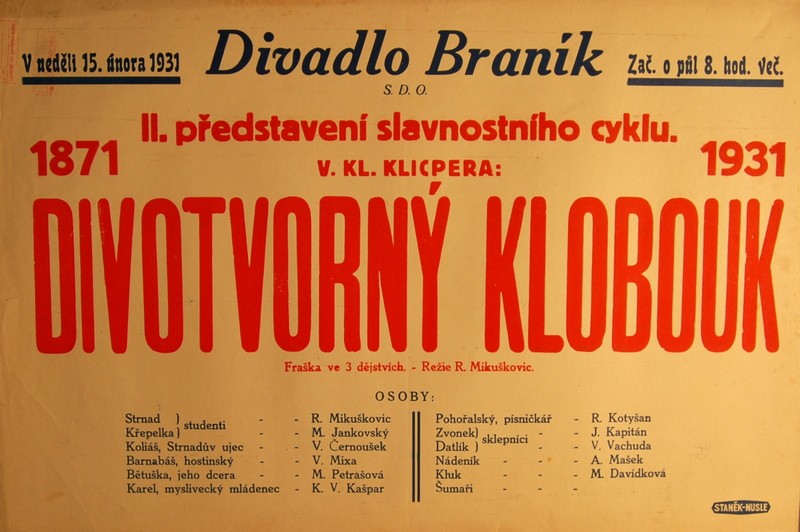 V neděli 15. února 1931
Divadlo Braník
Zač. o půl 8. hod. več.
S. D. O.
II. představení slavnostního cyklu.
1871
1931
V. KL. KLICPERA:
DIVOTVORNÝ KLOBOUK
Fraška ve 3 dějstvích. - Režie R. Mikuškovic.
OSOBY:
Strnad ) studenti - - R. Mikuškovic
Křepelka ) - - M. Jankovský
Koliáš, Strnadův ujec - - V. Černoušek
Barnabáš, hostinský - - V. Mixa
Bětuška, jeho dcera - - M. Petrašová
Karel, myslivecký mládenec - K. V. Kašpar
Pohořalský, písničkář - R. Kotyšan
Zvonek ) sklepníci - - J. Kapitán
Datlík ) - - V. Vachuda
Nádeník - - - A. Mašek
Kluk - - - M. Davídková
Šumaři - - -
STANĚK-NUSLE